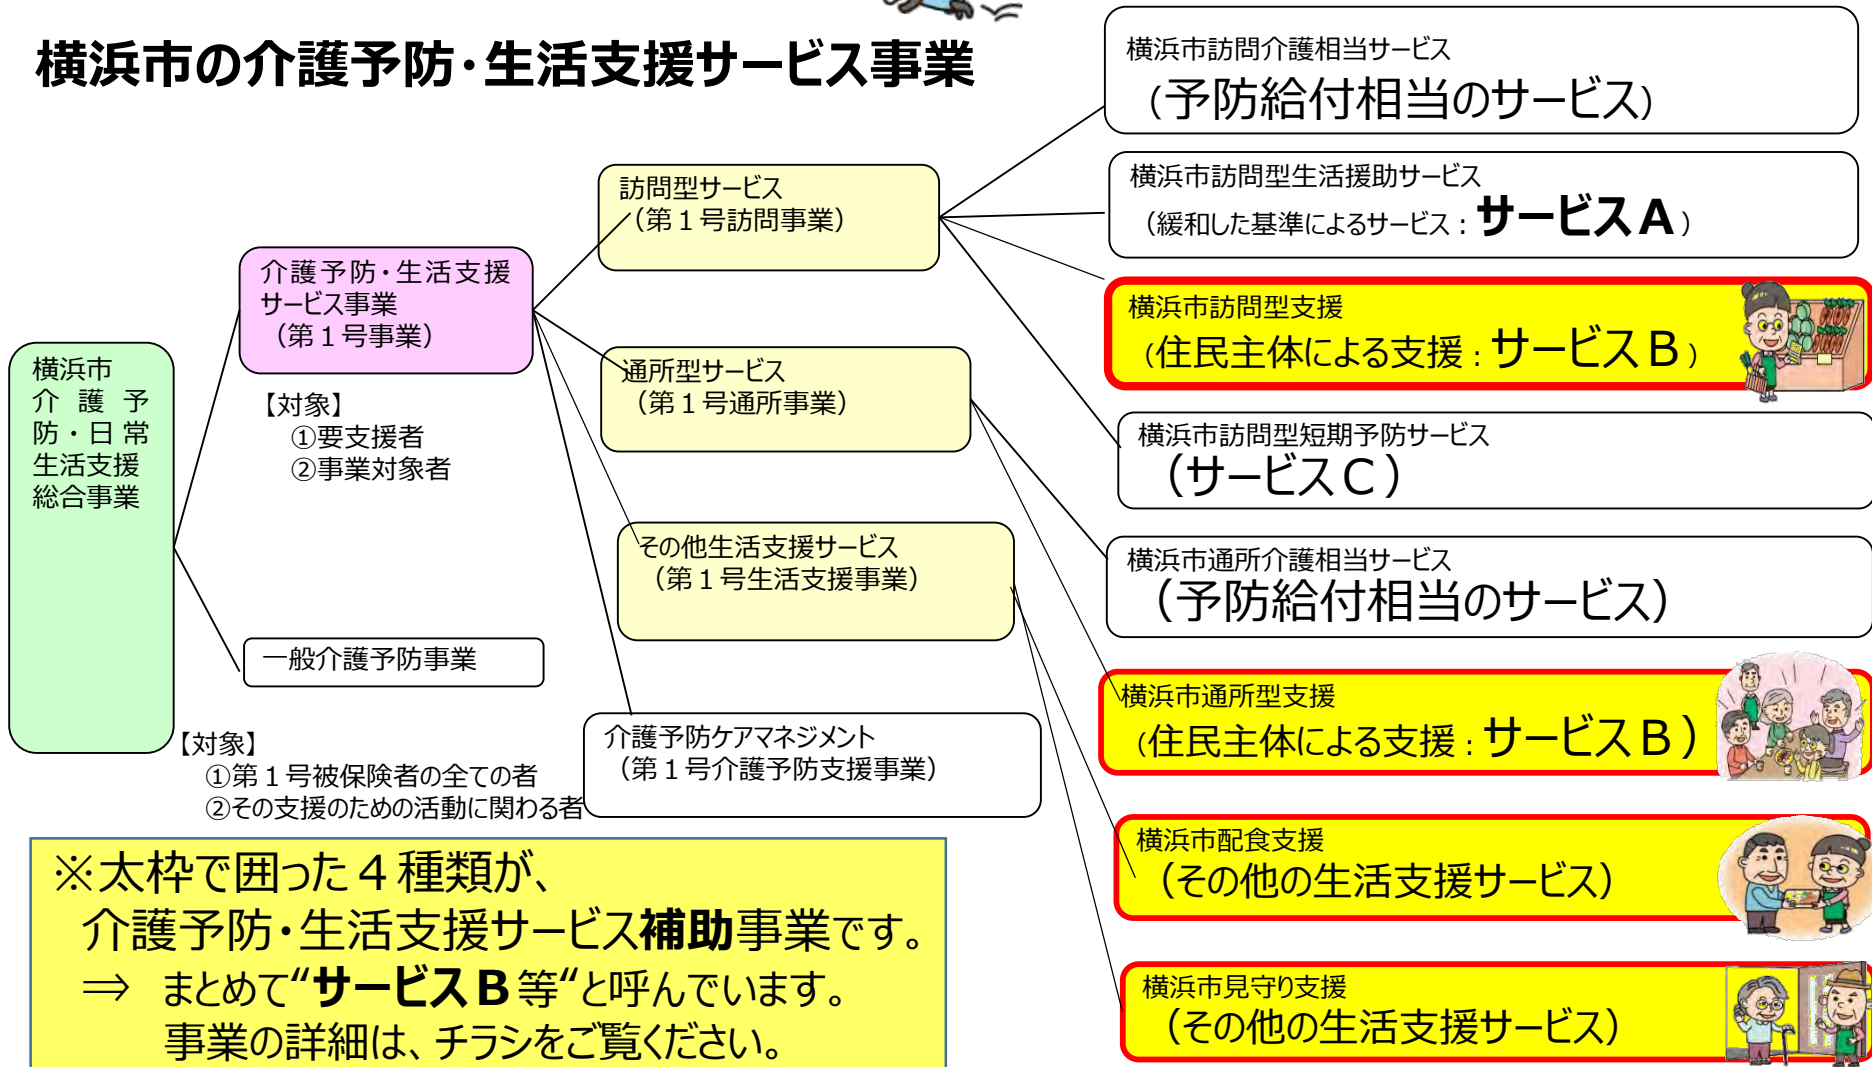 横浜市の介護予防・生活支援サービス事業
横浜市
介護予
防・日常
生活支援
総合事業
介護予防・生活支援
サービス事業
（第１号事業）
【対象】
①要支援者
②事業対象者
一般介護予防事業
【対象】
①第１号被保険者の全ての者
②その支援のための活動に関わる者
訪問型サービス
（第１号訪問事業）
通所型サービス
（第１号通所事業）
その他生活支援サービス
（第１号生活支援事業）
介護予防ケアマネジメント
（第１号介護予防支援事業）
横浜市訪問介護相当サービス
（予防給付相当のサービス）
横浜市訪問型生活援助サービス
（緩和した基準によるサービス：サービスＡ）
横浜市訪問型支援
（住民主体による支援：サービスＢ）
横浜市訪問型短期予防サービス
（サービスＣ）
横浜市通所介護相当サービス
（予防給付相当のサービス）
横浜市通所型支援
（住民主体による支援：サービスＢ）
横浜市配食支援
（その他の生活支援サービス）
横浜市見守り支援
（その他の生活支援サービス）
※太枠で囲った４種類が、
介護予防・生活支援サービス補助事業です。
⇒ まとめて“サービスＢ等“と呼んでいます。
事業の詳細は、チラシをご覧ください。